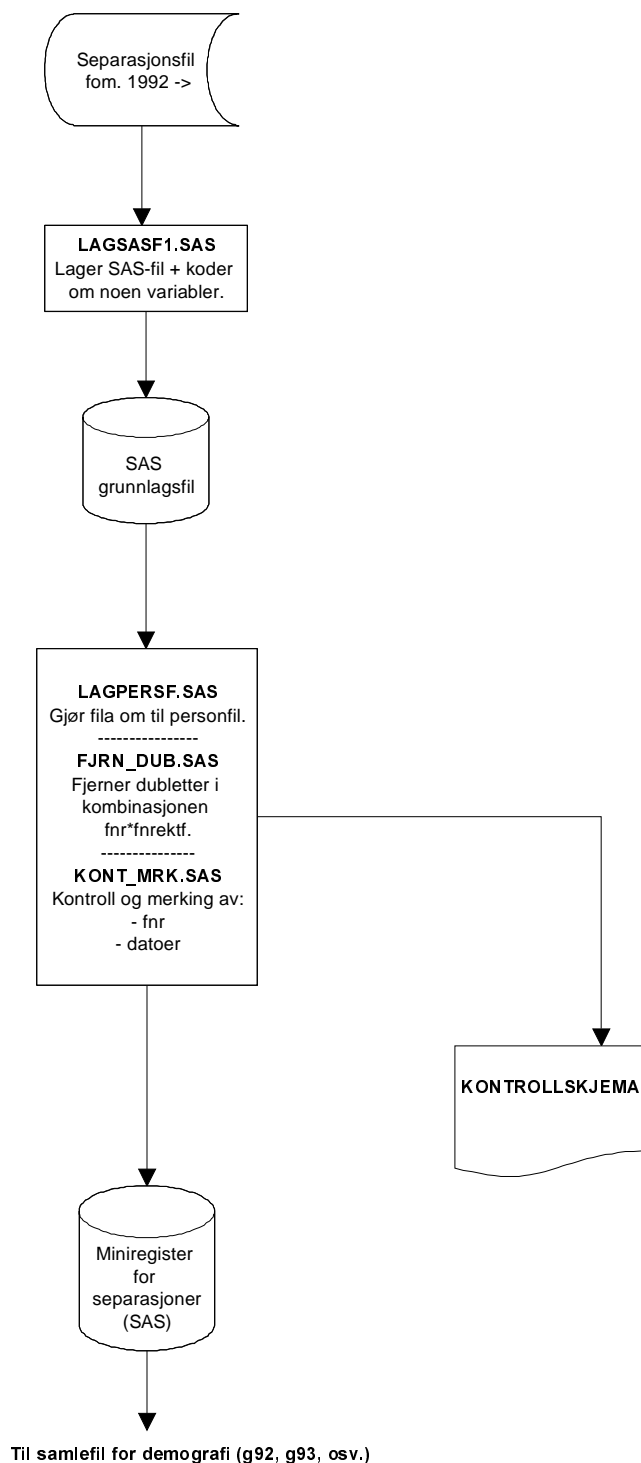 Separasjonsfil
fom. 1992 ->
LAGSASF1.SAS
Lager SAS-fil + koder
om noen variabler.
SAS
grunnlagsfil
LAGPERSF.SAS
Gjør fila om til personfil.
----------------
FJRN_DUB.SAS
Fjerner dubletter i
kombinasjonen
fnr*fnrektf.
---------------
KONT_MRK.SAS
Kontroll og merking av:
- fnr
- datoer
KONTROLLSKJEMA
Miniregister
for
separasjoner
(SAS)
Til samlefil for demografi (g92, g93, osv.)